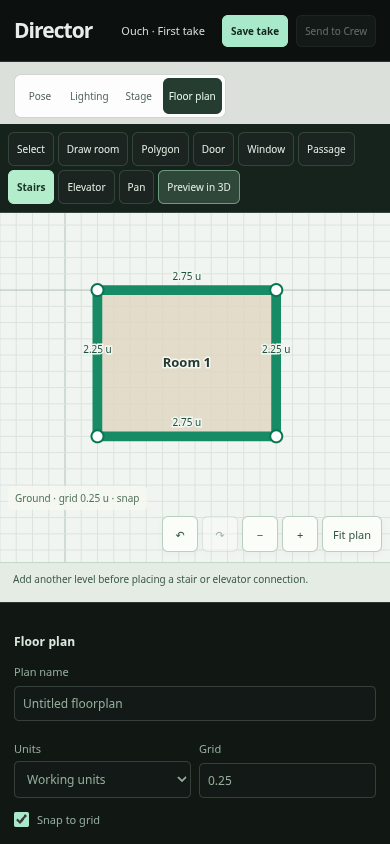 Director Ouch · First take Save take Send to Crew
Pose Lighting Stage Floor plan
Select Draw room Polygon Door Window Passage
Stairs Elevator Pan Preview in 3D
2.75 u
2.25 u 2.25 u
Room 1
2.75 u
Ground · grid 0.25 u · snap
↶ ↷ − + Fit plan
Add another level before placing a stair or elevator connection.
Floor plan
Plan name
Untitled floorplan
Units Grid
Working units 0.25
Snap to grid